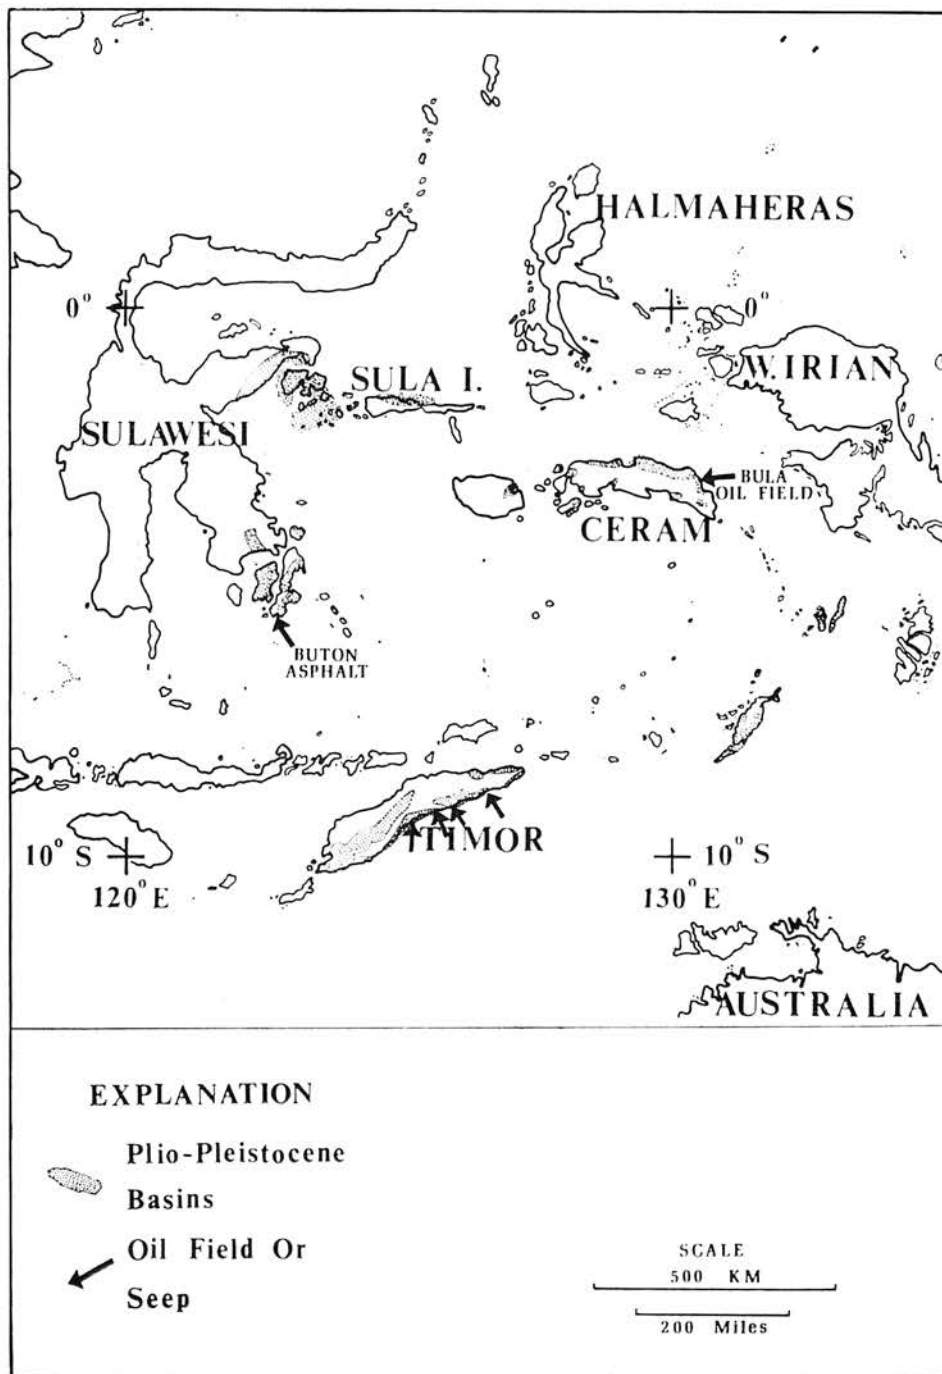 HALMAHERAS
0°
0°
W. IRIAN
SULA I.
SULAWESI
BULA
OIL FIELD
CERAM
BUTON
ASPHALT
TIMOR
10° S
10° S
120° E
130° E
AUSTRALIA
EXPLANATION
Plio-Pleistocene
Basins
Oil Field Or
Seep
SCALE
500 KM
200 Miles